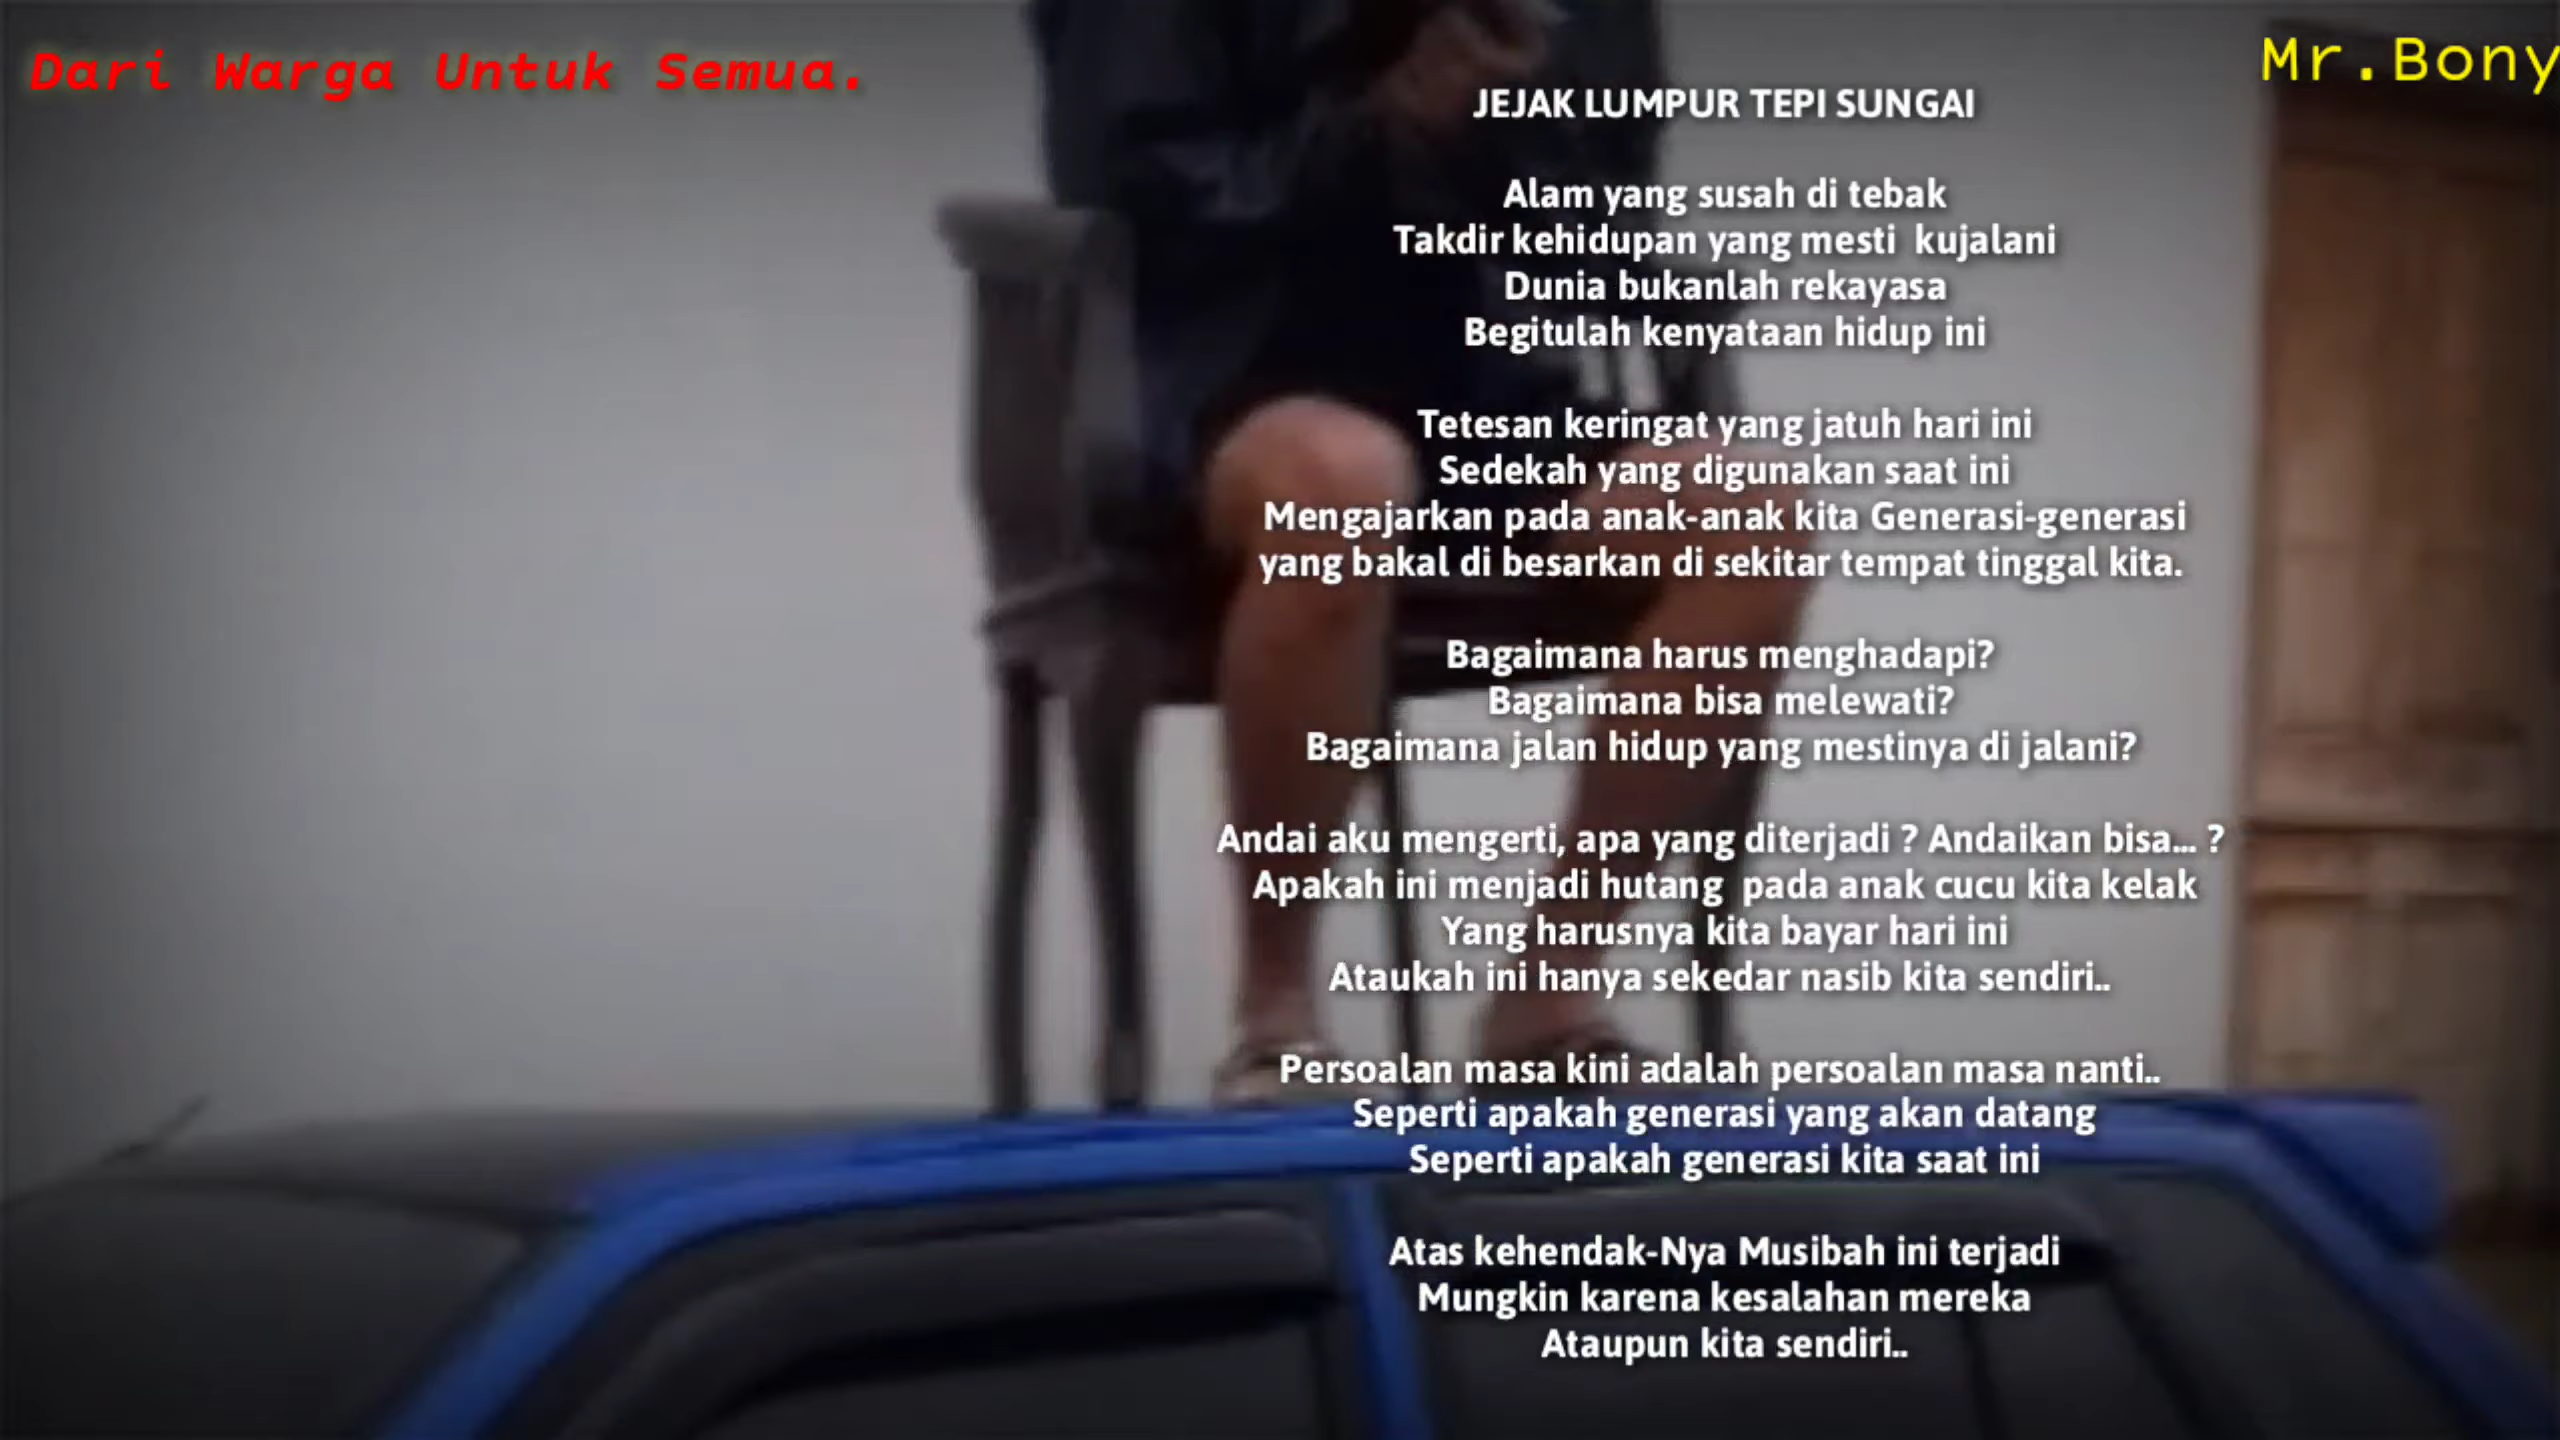 Dari Warga Untuk Semua.
Mr.Bony
JEJAK LUMPUR TEPI SUNGAI
Alam yang susah di tebak
Takdir kehidupan yang mesti kujalani
Dunia bukanlah rekayasa
Begitulah kenyataan hidup ini
Tetesan keringat yang jatuh hari ini
Sedekah yang digunakan saat ini
Mengajarkan pada anak-anak kita Generasi-generasi
yang bakal di besarkan di sekitar tempat tinggal kita.
Bagaimana harus menghadapi?
Bagaimana bisa melewati?
Bagaimana jalan hidup yang mestinya di jalani?
Andai aku mengerti, apa yang diterjadi ? Andaikan bisa... ?
Apakah ini menjadi hutang pada anak cucu kita kelak
Yang harusnya kita bayar hari ini
Ataukah ini hanya sekedar nasib kita sendiri..
Persoalan masa kini adalah persoalan masa nanti..
Seperti apakah generasi yang akan datang
Seperti apakah generasi kita saat ini
Atas kehendak-Nya Musibah ini terjadi
Mungkin karena kesalahan mereka
Ataupun kita sendiri..